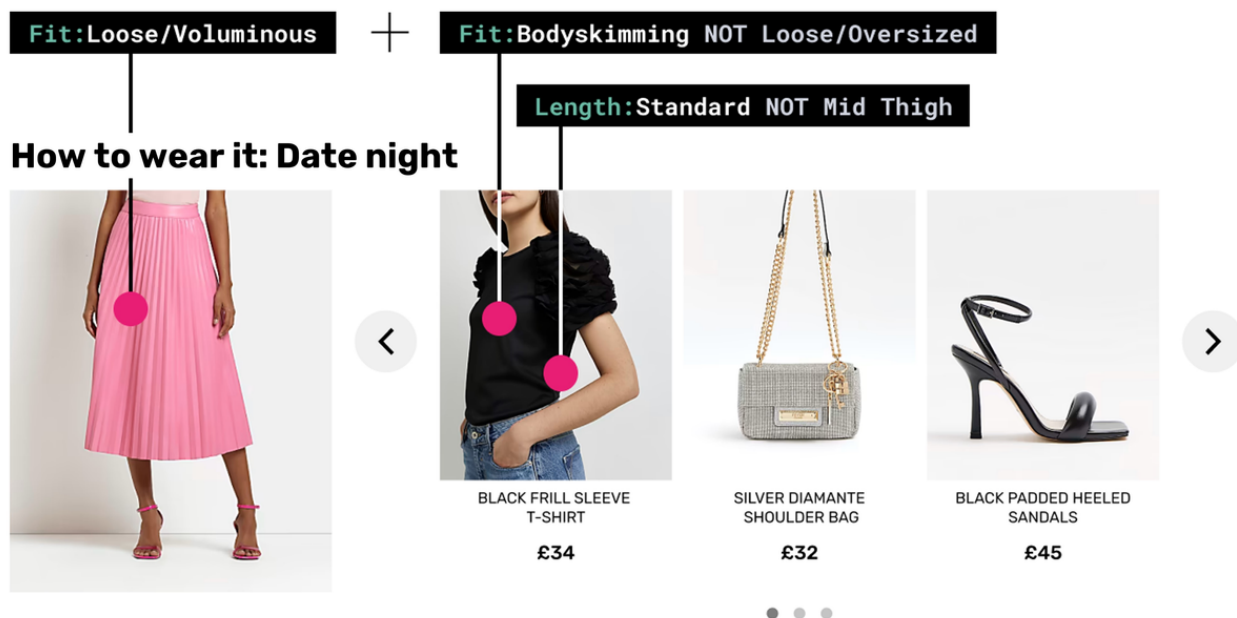 Fit:Loose/Voluminous
Fit:Bodyskimming NOT Loose/Oversized
Length:Standard NOT Mid Thigh
How to wear it: Date night
BLACK FRILL SLEEVE
T-SHIRT
£34
SILVER DIAMANTE
SHOULDER BAG
£32
BLACK PADDED HEELED
SANDALS
£45